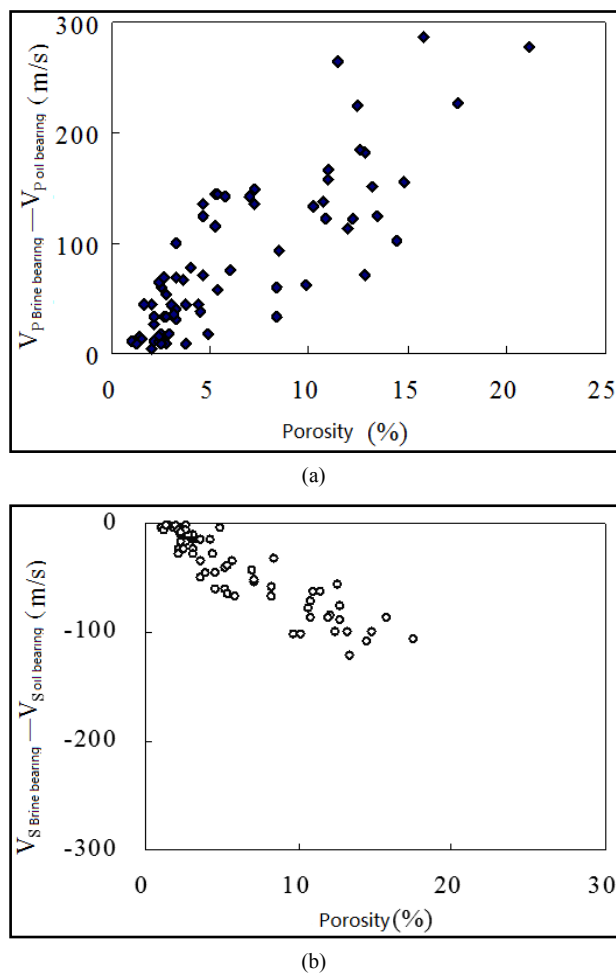 300
200
100
0
0 5 10 15 20 25
V_P Brine bearing — V_P oil bearing (m/s)
Porosity (%)
(a)
0
-100
-200
-300
0 10 20 30
V_S Brine bearing — V_S oil bearing (m/s)
Porosity(%)
(b)